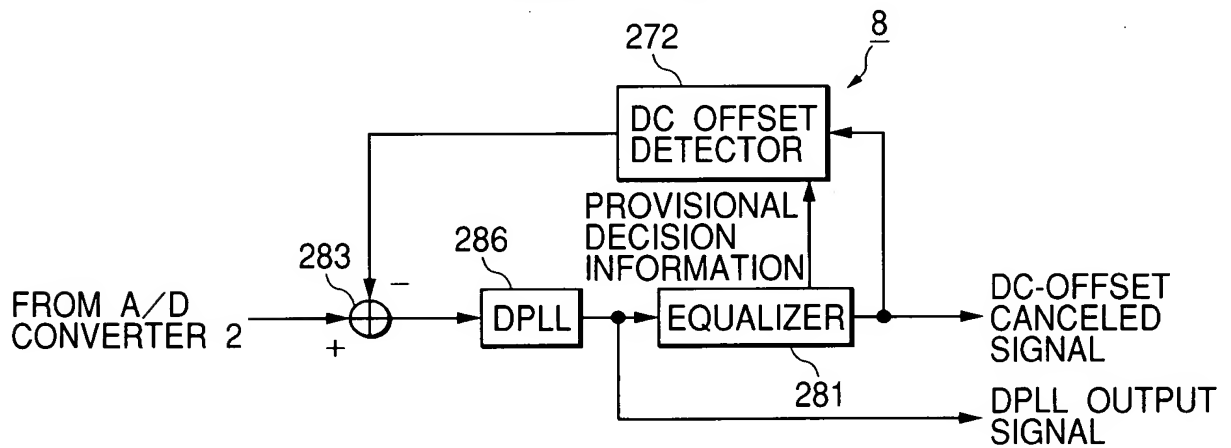 272
8
DC OFFSET
DETECTOR
PROVISIONAL
DECISION
INFORMATION
286
283
−
FROM A/D
CONVERTER 2
+
DPLL
EQUALIZER
281
DC-OFFSET
CANCELED
SIGNAL
DPLL OUTPUT
SIGNAL